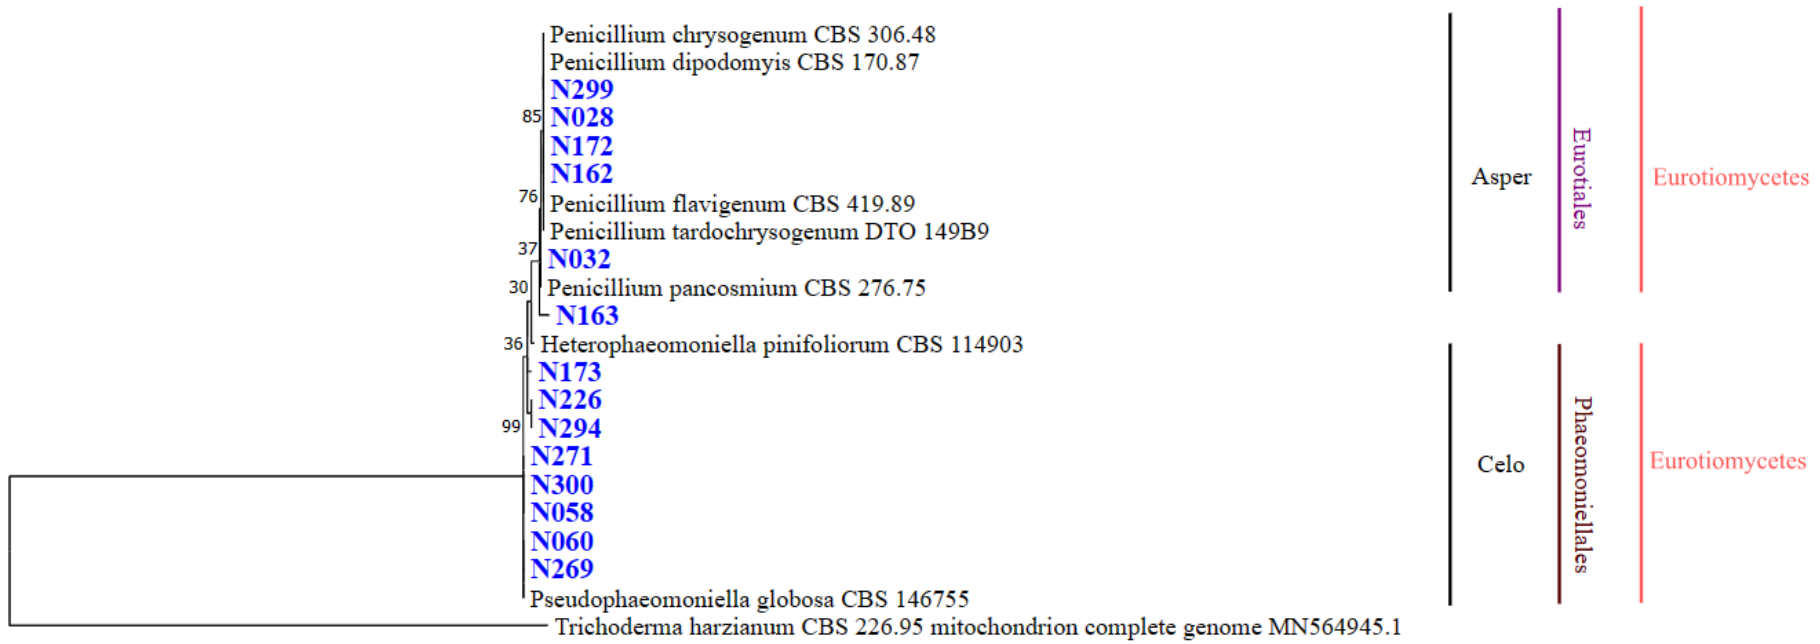 Penicillium chrysogenum CBS 306.48
Penicillium dipodomyis CBS 170.87
N299
85
N028
N172
N162
76
Penicillium flavigenum CBS 419.89
Penicillium tardochrysogenum DTO 149B9
37
N032
30
Penicillium pancosmium CBS 276.75
N163
36
Heterophaeomoniella pinifoliorum CBS 114903
N173
N226
99
N294
N271
N300
N058
N060
N269
Pseudophaeomoniella globosa CBS 146755
Trichoderma harzianum CBS 226.95 mitochondrion complete genome MN564945.1
Asper
Eurotiales
Eurotiomycetes
Celo
Phaeomoniellales
Eurotiomycetes